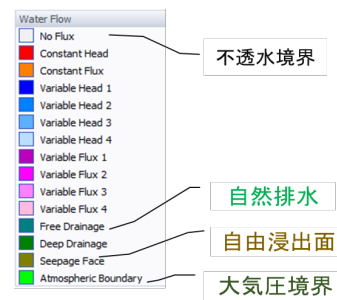 Water Flow
No Flux
Constant Head
Constant Flux
Variable Head 1
Variable Head 2
Variable Head 3
Variable Head 4
Variable Flux 1
Variable Flux 2
Variable Flux 3
Variable Flux 4
Free Drainage
Deep Drainage
Seepage Face
Atmospheric Boundary
不透水境界
自然排水
自由浸出面
大気圧境界